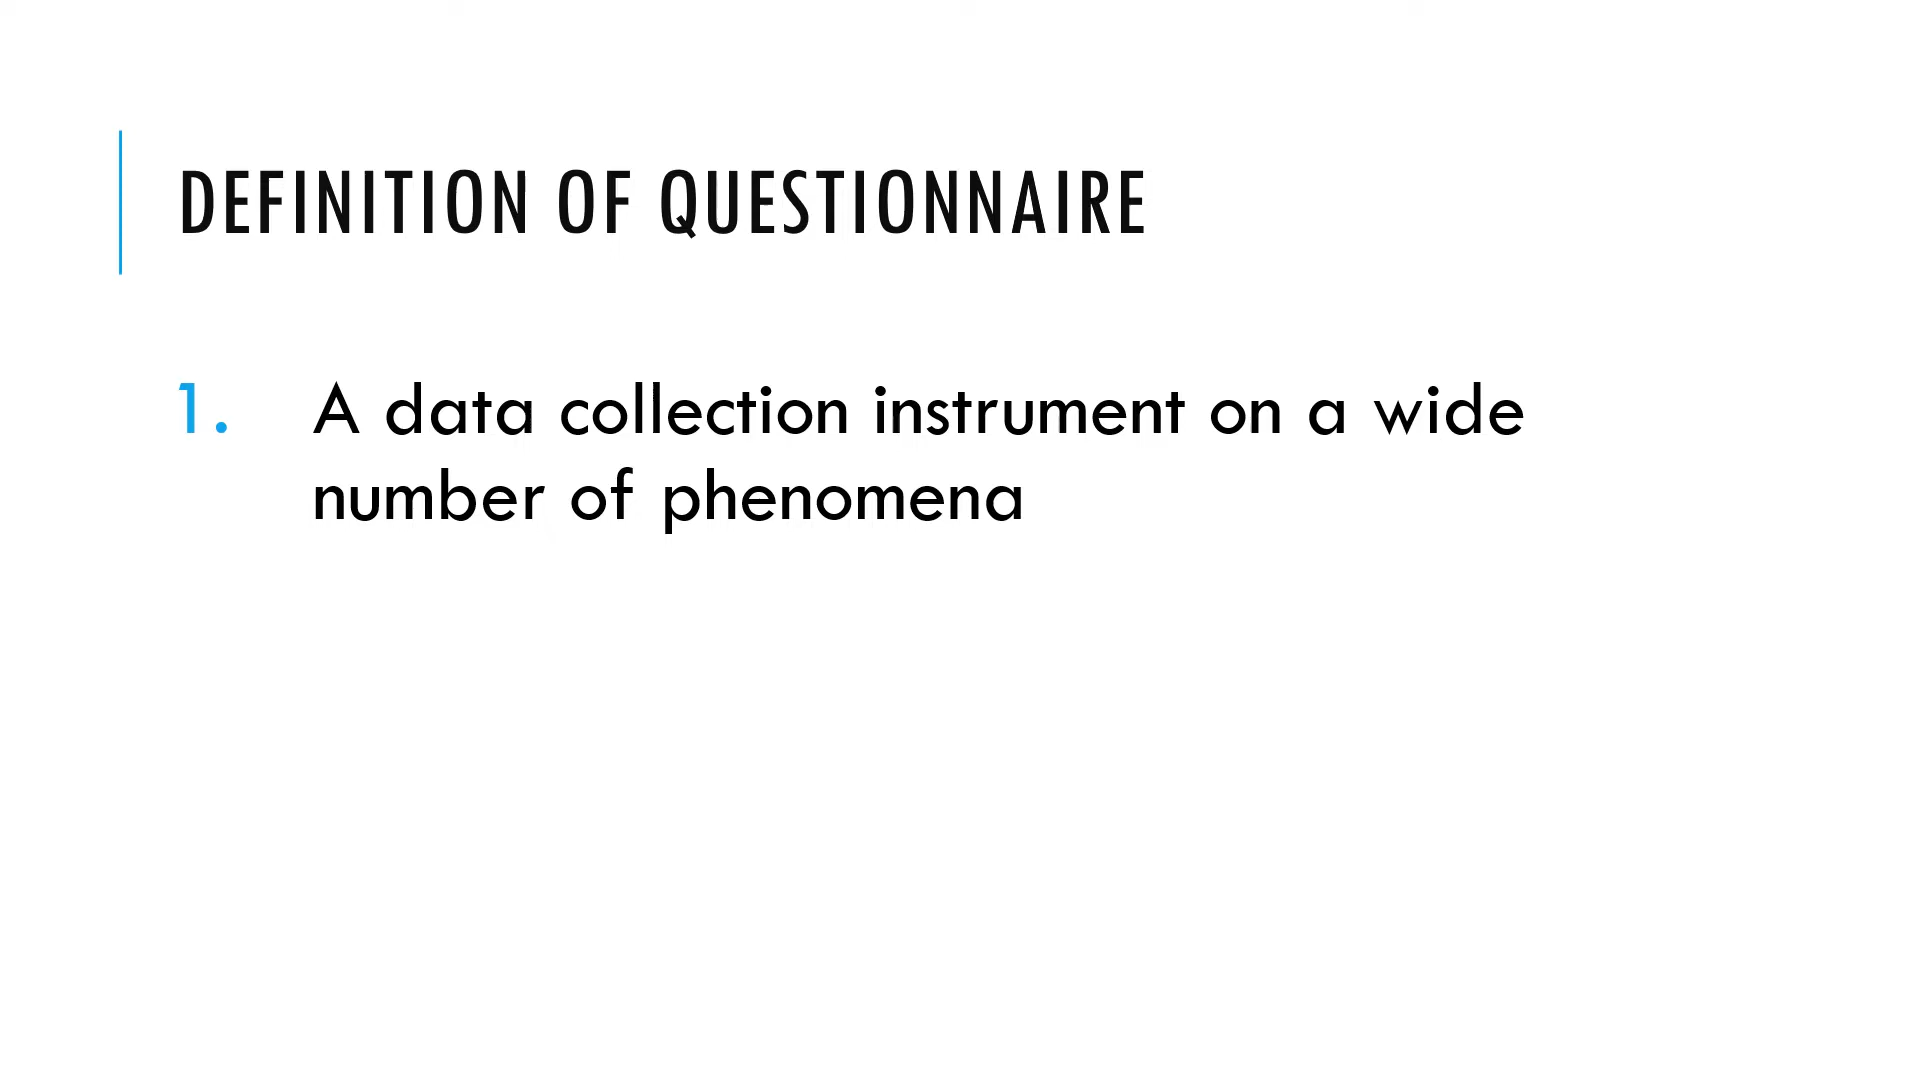 DEFINITION OF QUESTIONNAIRE
1. A data collection instrument on a wide
number of phenomena